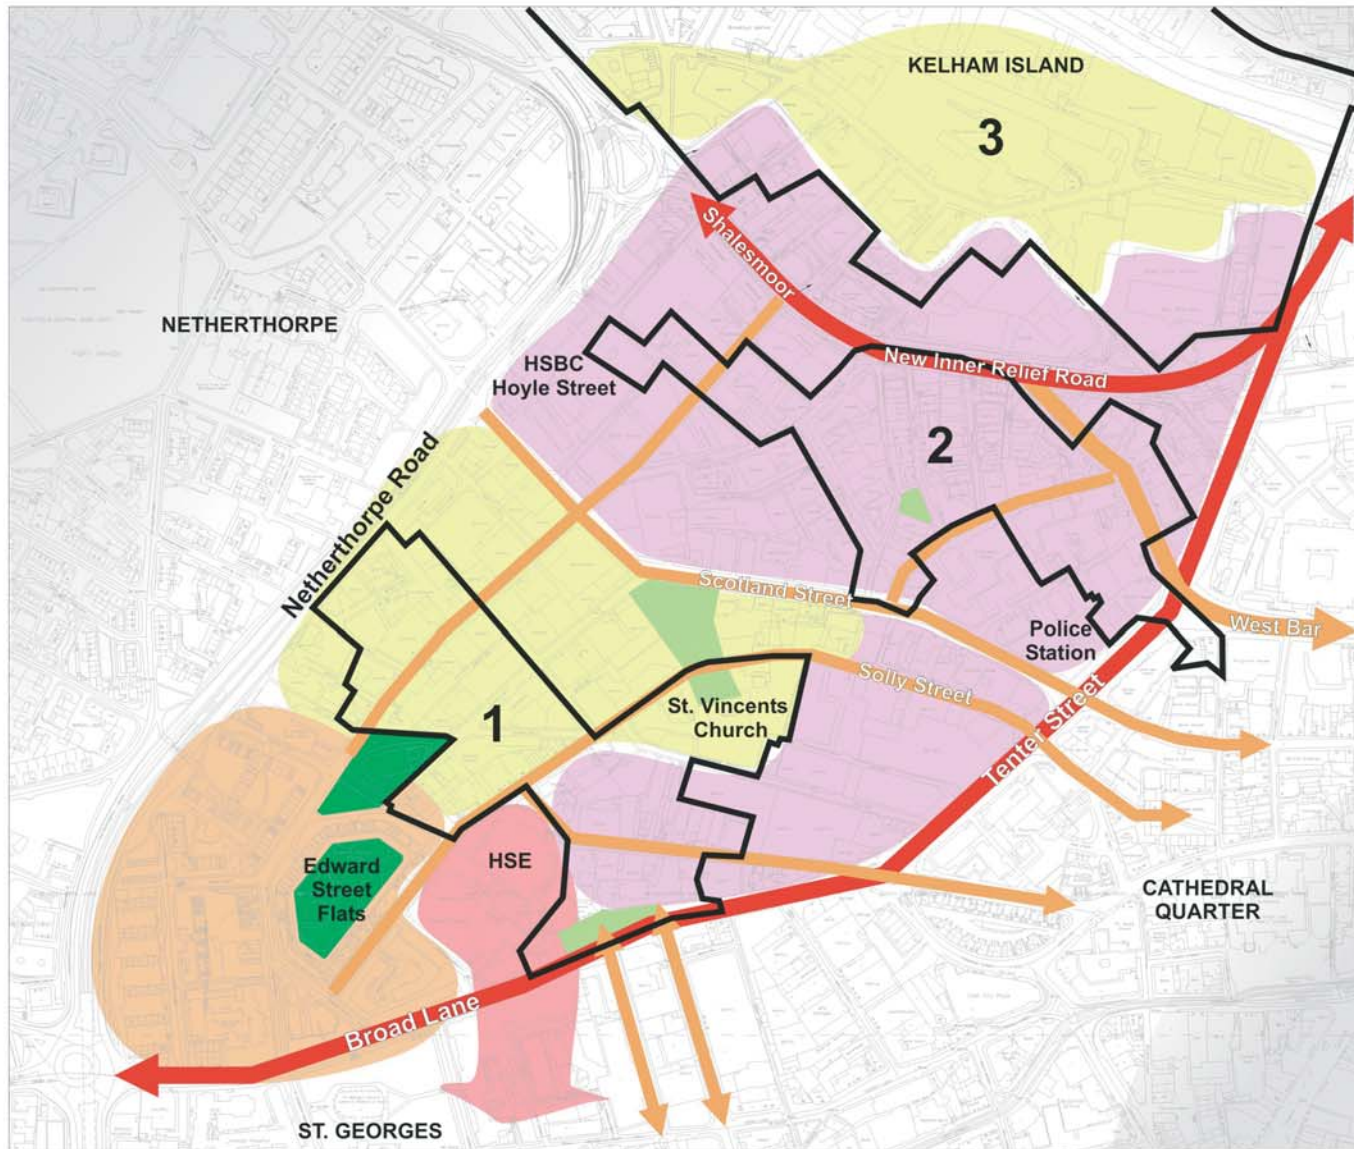 KELHAM ISLAND
3
Shalesmoor
NETHERTHORPE
HSBC
Hoyle Street
New Inner Relief Road
2
Netherthorpe Road
Scotland Street
Police
Station
West Bar
Solly Street
St. Vincents
Church
1
Tenter Street
HSE
Edward
Street
Flats
CATHEDRAL
QUARTER
Broad Lane
ST. GEORGES